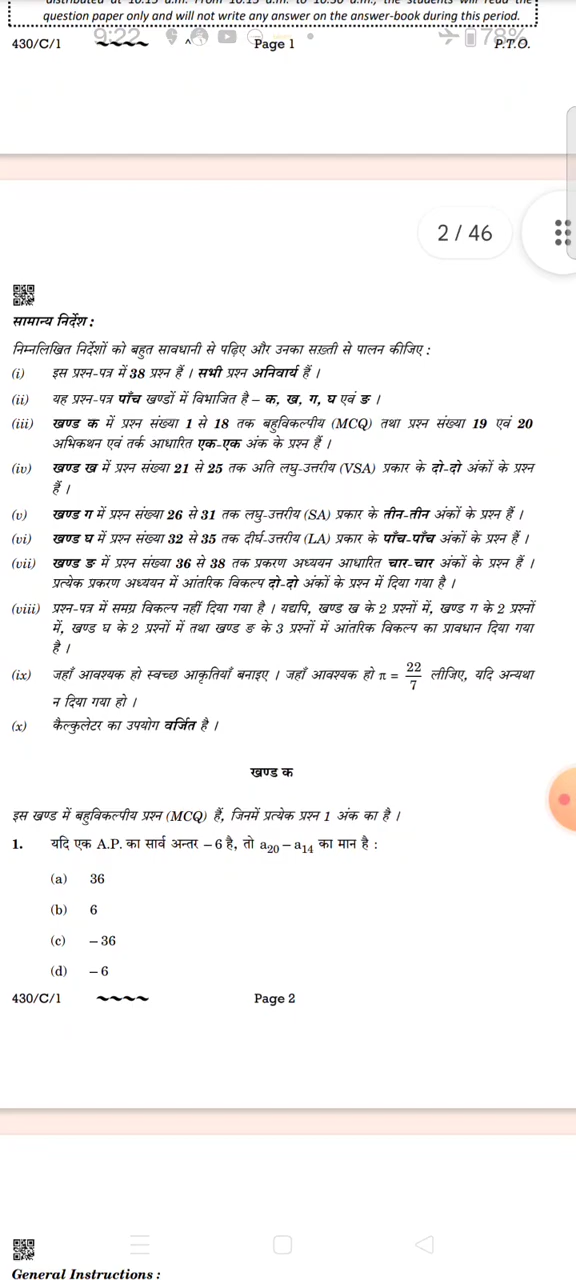 question paper only and will not write any answer on the answer-book during this period.
9:22
78%
430/C/1 Page 1 P.T.O.
2 / 46
सामान्य निर्देश :
निम्नलिखित निर्देशों को बहुत सावधानी से पढ़िए और उनका सख़्ती से पालन कीजिए :
(i) इस प्रश्न-पत्र में 38 प्रश्न हैं । सभी प्रश्न अनिवार्य हैं ।
(ii) यह प्रश्न-पत्र पाँच खण्डों में विभाजित है – क, ख, ग, घ एवं ङ ।
(iii) खण्ड क में प्रश्न संख्या 1 से 18 तक बहुविकल्पीय (MCQ) तथा प्रश्न संख्या 19 एवं 20
अभिकथन एवं तर्क आधारित एक-एक अंक के प्रश्न हैं ।
(iv) खण्ड ख में प्रश्न संख्या 21 से 25 तक अति लघु-उत्तरीय (VSA) प्रकार के दो-दो अंकों के प्रश्न
हैं ।
(v) खण्ड ग में प्रश्न संख्या 26 से 31 तक लघु-उत्तरीय (SA) प्रकार के तीन-तीन अंकों के प्रश्न हैं ।
(vi) खण्ड घ में प्रश्न संख्या 32 से 35 तक दीर्घ-उत्तरीय (LA) प्रकार के पाँच-पाँच अंकों के प्रश्न हैं ।
(vii) खण्ड ङ में प्रश्न संख्या 36 से 38 तक प्रकरण अध्ययन आधारित चार-चार अंकों के प्रश्न हैं ।
प्रत्येक प्रकरण अध्ययन में आंतरिक विकल्प दो-दो अंकों के प्रश्न में दिया गया है ।
(viii) प्रश्न-पत्र में समग्र विकल्प नहीं दिया गया है । यद्यपि, खण्ड ख के 2 प्रश्नों में, खण्ड ग के 2 प्रश्नों
में, खण्ड घ के 2 प्रश्नों में तथा खण्ड ङ के 3 प्रश्नों में आंतरिक विकल्प का प्रावधान दिया गया
है ।
(ix) जहाँ आवश्यक हो स्वच्छ आकृतियाँ बनाइए । जहाँ आवश्यक हो π = 22/7 लीजिए, यदि अन्यथा
न दिया गया हो ।
(x) कैल्कुलेटर का उपयोग वर्जित है ।
खण्ड क
इस खण्ड में बहुविकल्पीय प्रश्न (MCQ) हैं, जिनमें प्रत्येक प्रश्न 1 अंक का है ।
1. यदि एक A.P. का सार्व अन्तर – 6 है, तो a₂₀ – a₁₄ का मान है :
(a) 36
(b) 6
(c) – 36
(d) – 6
430/C/1 Page 2
General Instructions :